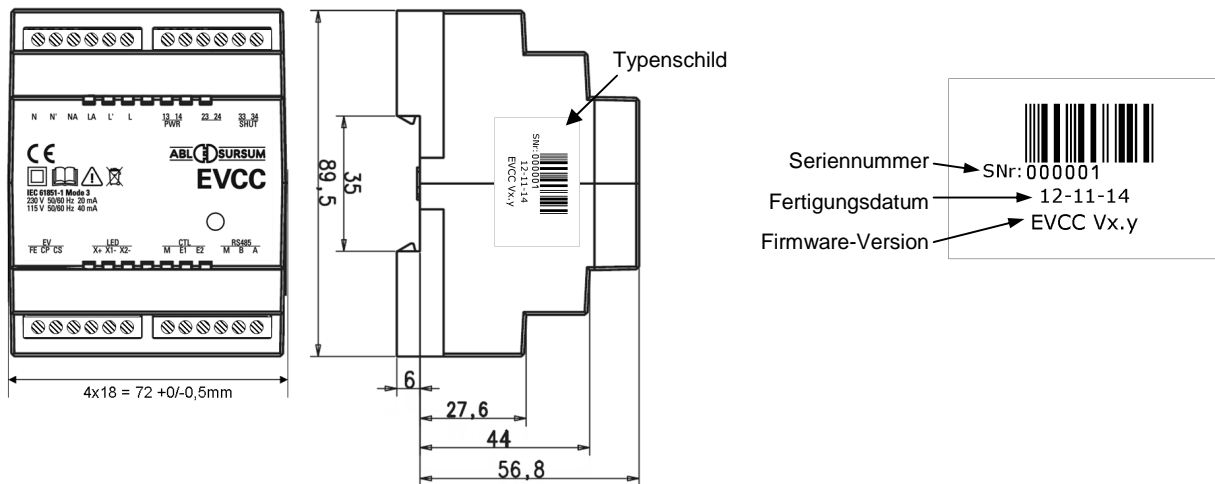 N N' NA LA L' L 13 14 23 24 33 34
PWR SHUT
CE
ABL SURSUM
EVCC
IEC 61851-1 Mode 3
230 V 50/60 Hz 20 mA
115 V 50/60 Hz 40 mA
EV LED CTL RS485
FE CP CS X+ X1- X2- M E1 E2 M B A
4x18 = 72 +0/-0,5mm
89,5
35
6
27,6
44
56,8
Typenschild
SNr:000001
12-11-14
EVCC Vx.y
Seriennummer
SNr:000001
Fertigungsdatum
12-11-14
Firmware-Version
EVCC Vx.y